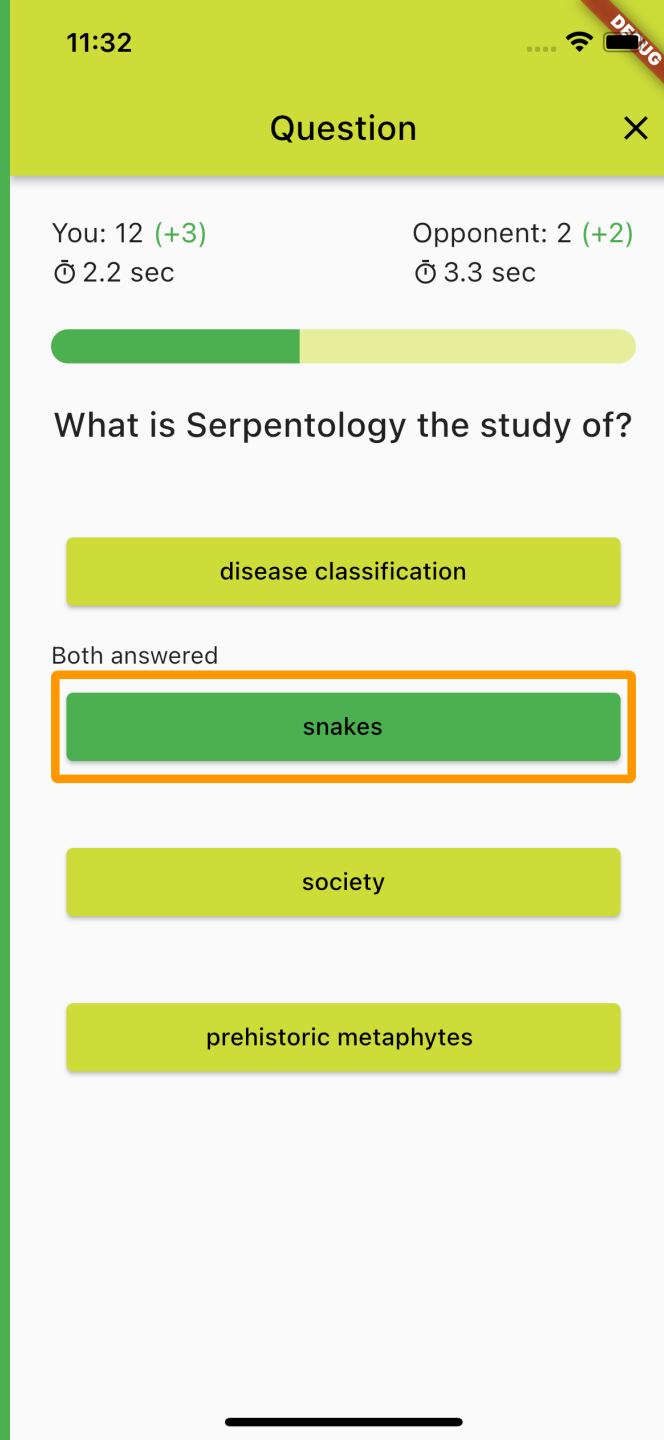 11:32
DEBUG
Question
You: 12 (+3)
Opponent: 2 (+2)
2.2 sec
3.3 sec
What is Serpentology the study of?
disease classification
Both answered
snakes
society
prehistoric metaphytes